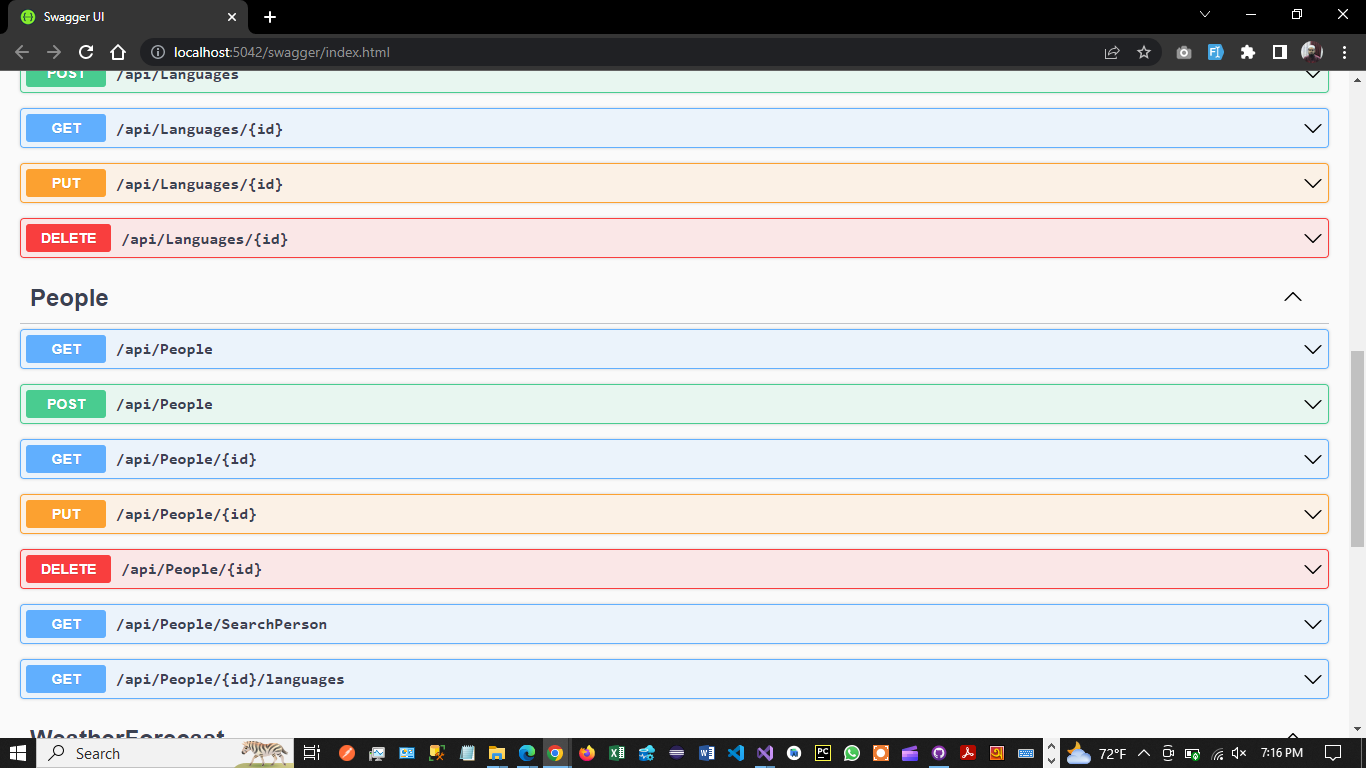 Swagger UI
localhost:5042/swagger/index.html
POST /api/Languages
GET /api/Languages/{id}
PUT /api/Languages/{id}
DELETE /api/Languages/{id}
People
GET /api/People
POST /api/People
GET /api/People/{id}
PUT /api/People/{id}
DELETE /api/People/{id}
GET /api/People/SearchPerson
GET /api/People/{id}/languages
WeatherForecast
Search
72°F
7:16 PM